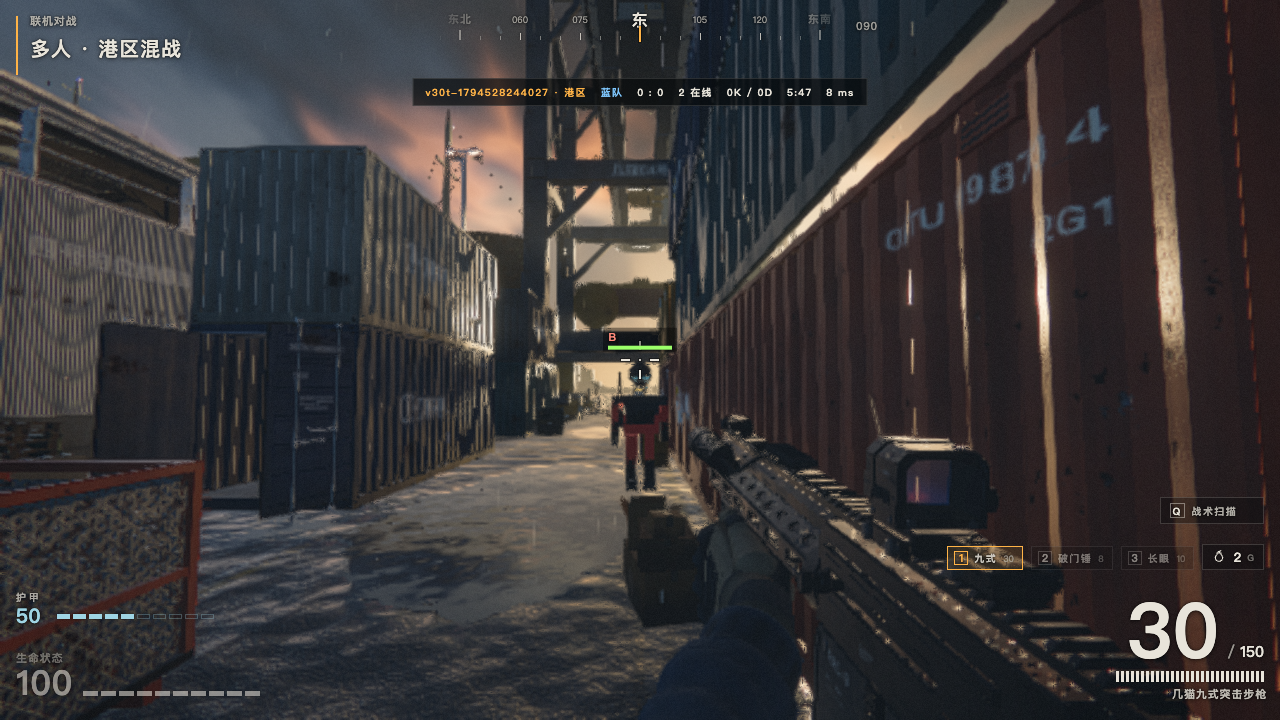 联机对战
多人 · 港区混战
东北 060 075 东 105 120 东南 090
v30t-1794528244027 · 港区 蓝队 0 : 0 2 在线 0K / 0D 5:47 8 ms
4
2G1
B
Q 战术扫描
1 九式 30 2 破门锤 8 3 长眼 10 2 G
护甲
50
生命状态
100
30 / 150
几猫九式突击步枪